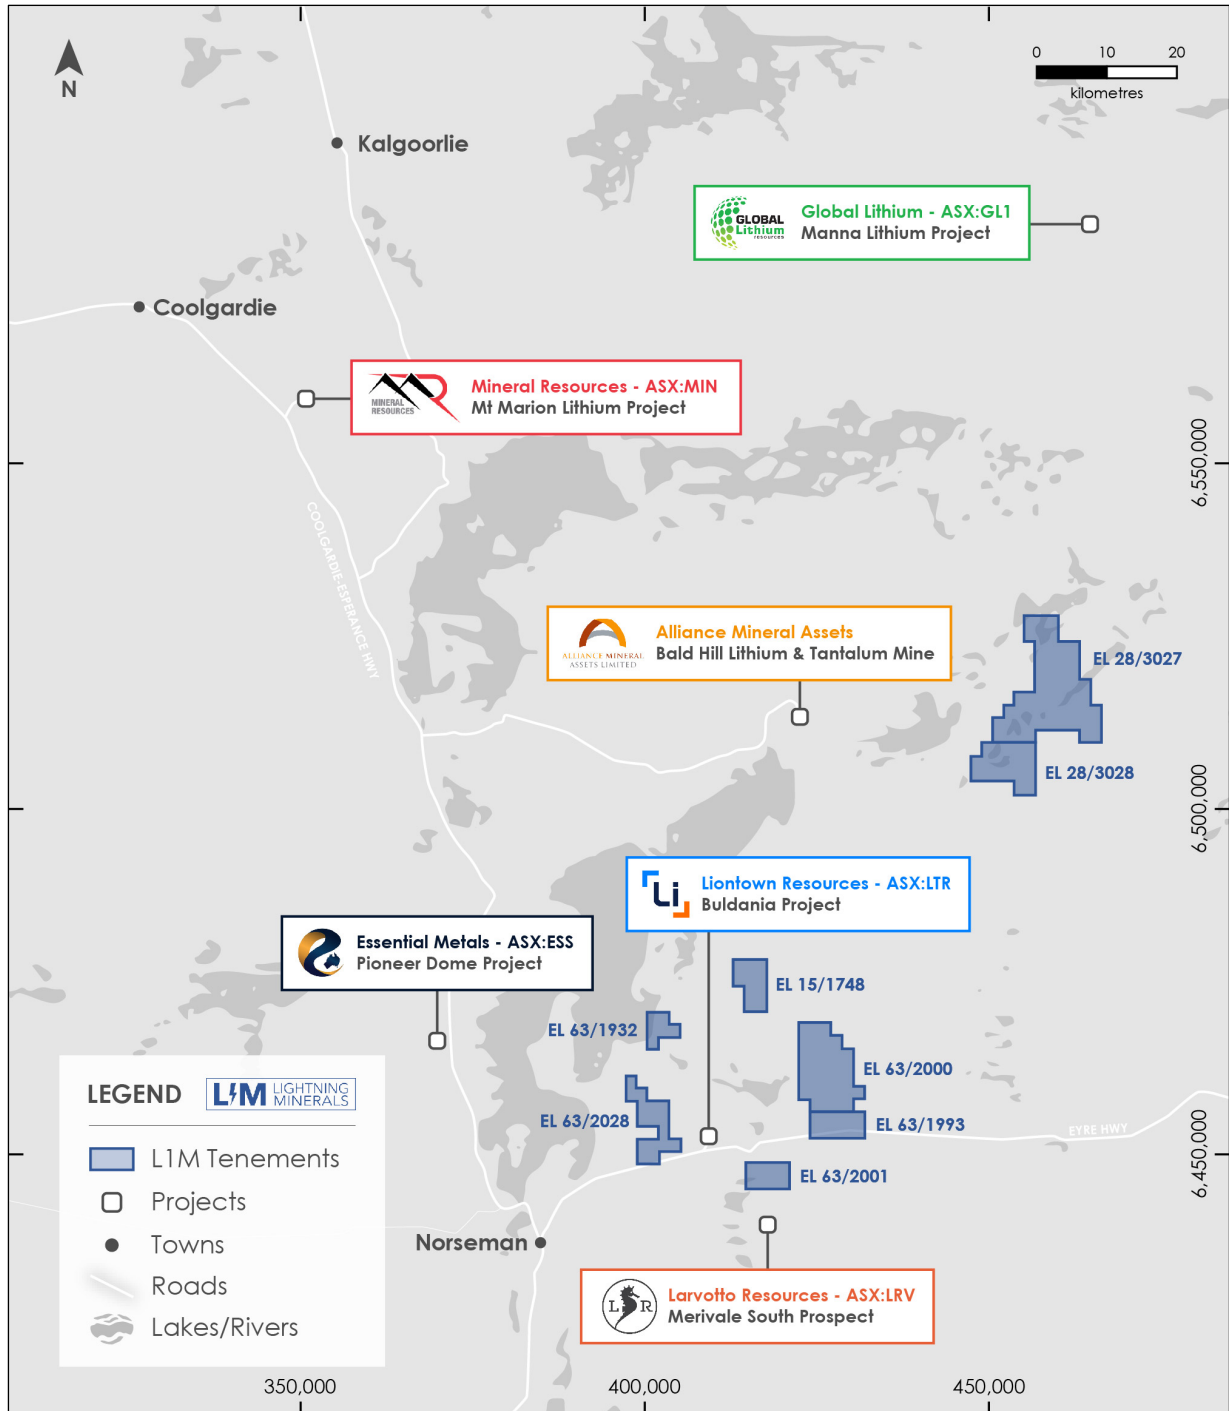 N
0 10 20
kilometres
Kalgoorlie
GLOBAL
Lithium
resources
Global Lithium - ASX:GL1
Manna Lithium Project
Coolgardie
MINERAL
RESOURCES
Mineral Resources - ASX:MIN
Mt Marion Lithium Project
6,550,000
COOLGARDIE-ESPERANCE HWY
ALLIANCE MINERAL
ASSETS LIMITED
Alliance Mineral Assets
Bald Hill Lithium & Tantalum Mine
EL 28/3027
EL 28/3028
6,500,000
Li
Liontown Resources - ASX:LTR
Buldania Project
Essential Metals - ASX:ESS
Pioneer Dome Project
EL 15/1748
EL 63/1932
EL 63/2000
EL 63/2028
EL 63/1993
EYRE HWY
6,450,000
EL 63/2001
Norseman
L R
Larvotto Resources - ASX:LRV
Merivale South Prospect
LEGEND
L1M LIGHTNING
MINERALS
L1M Tenements
Projects
Towns
Roads
Lakes/Rivers
350,000 400,000 450,000